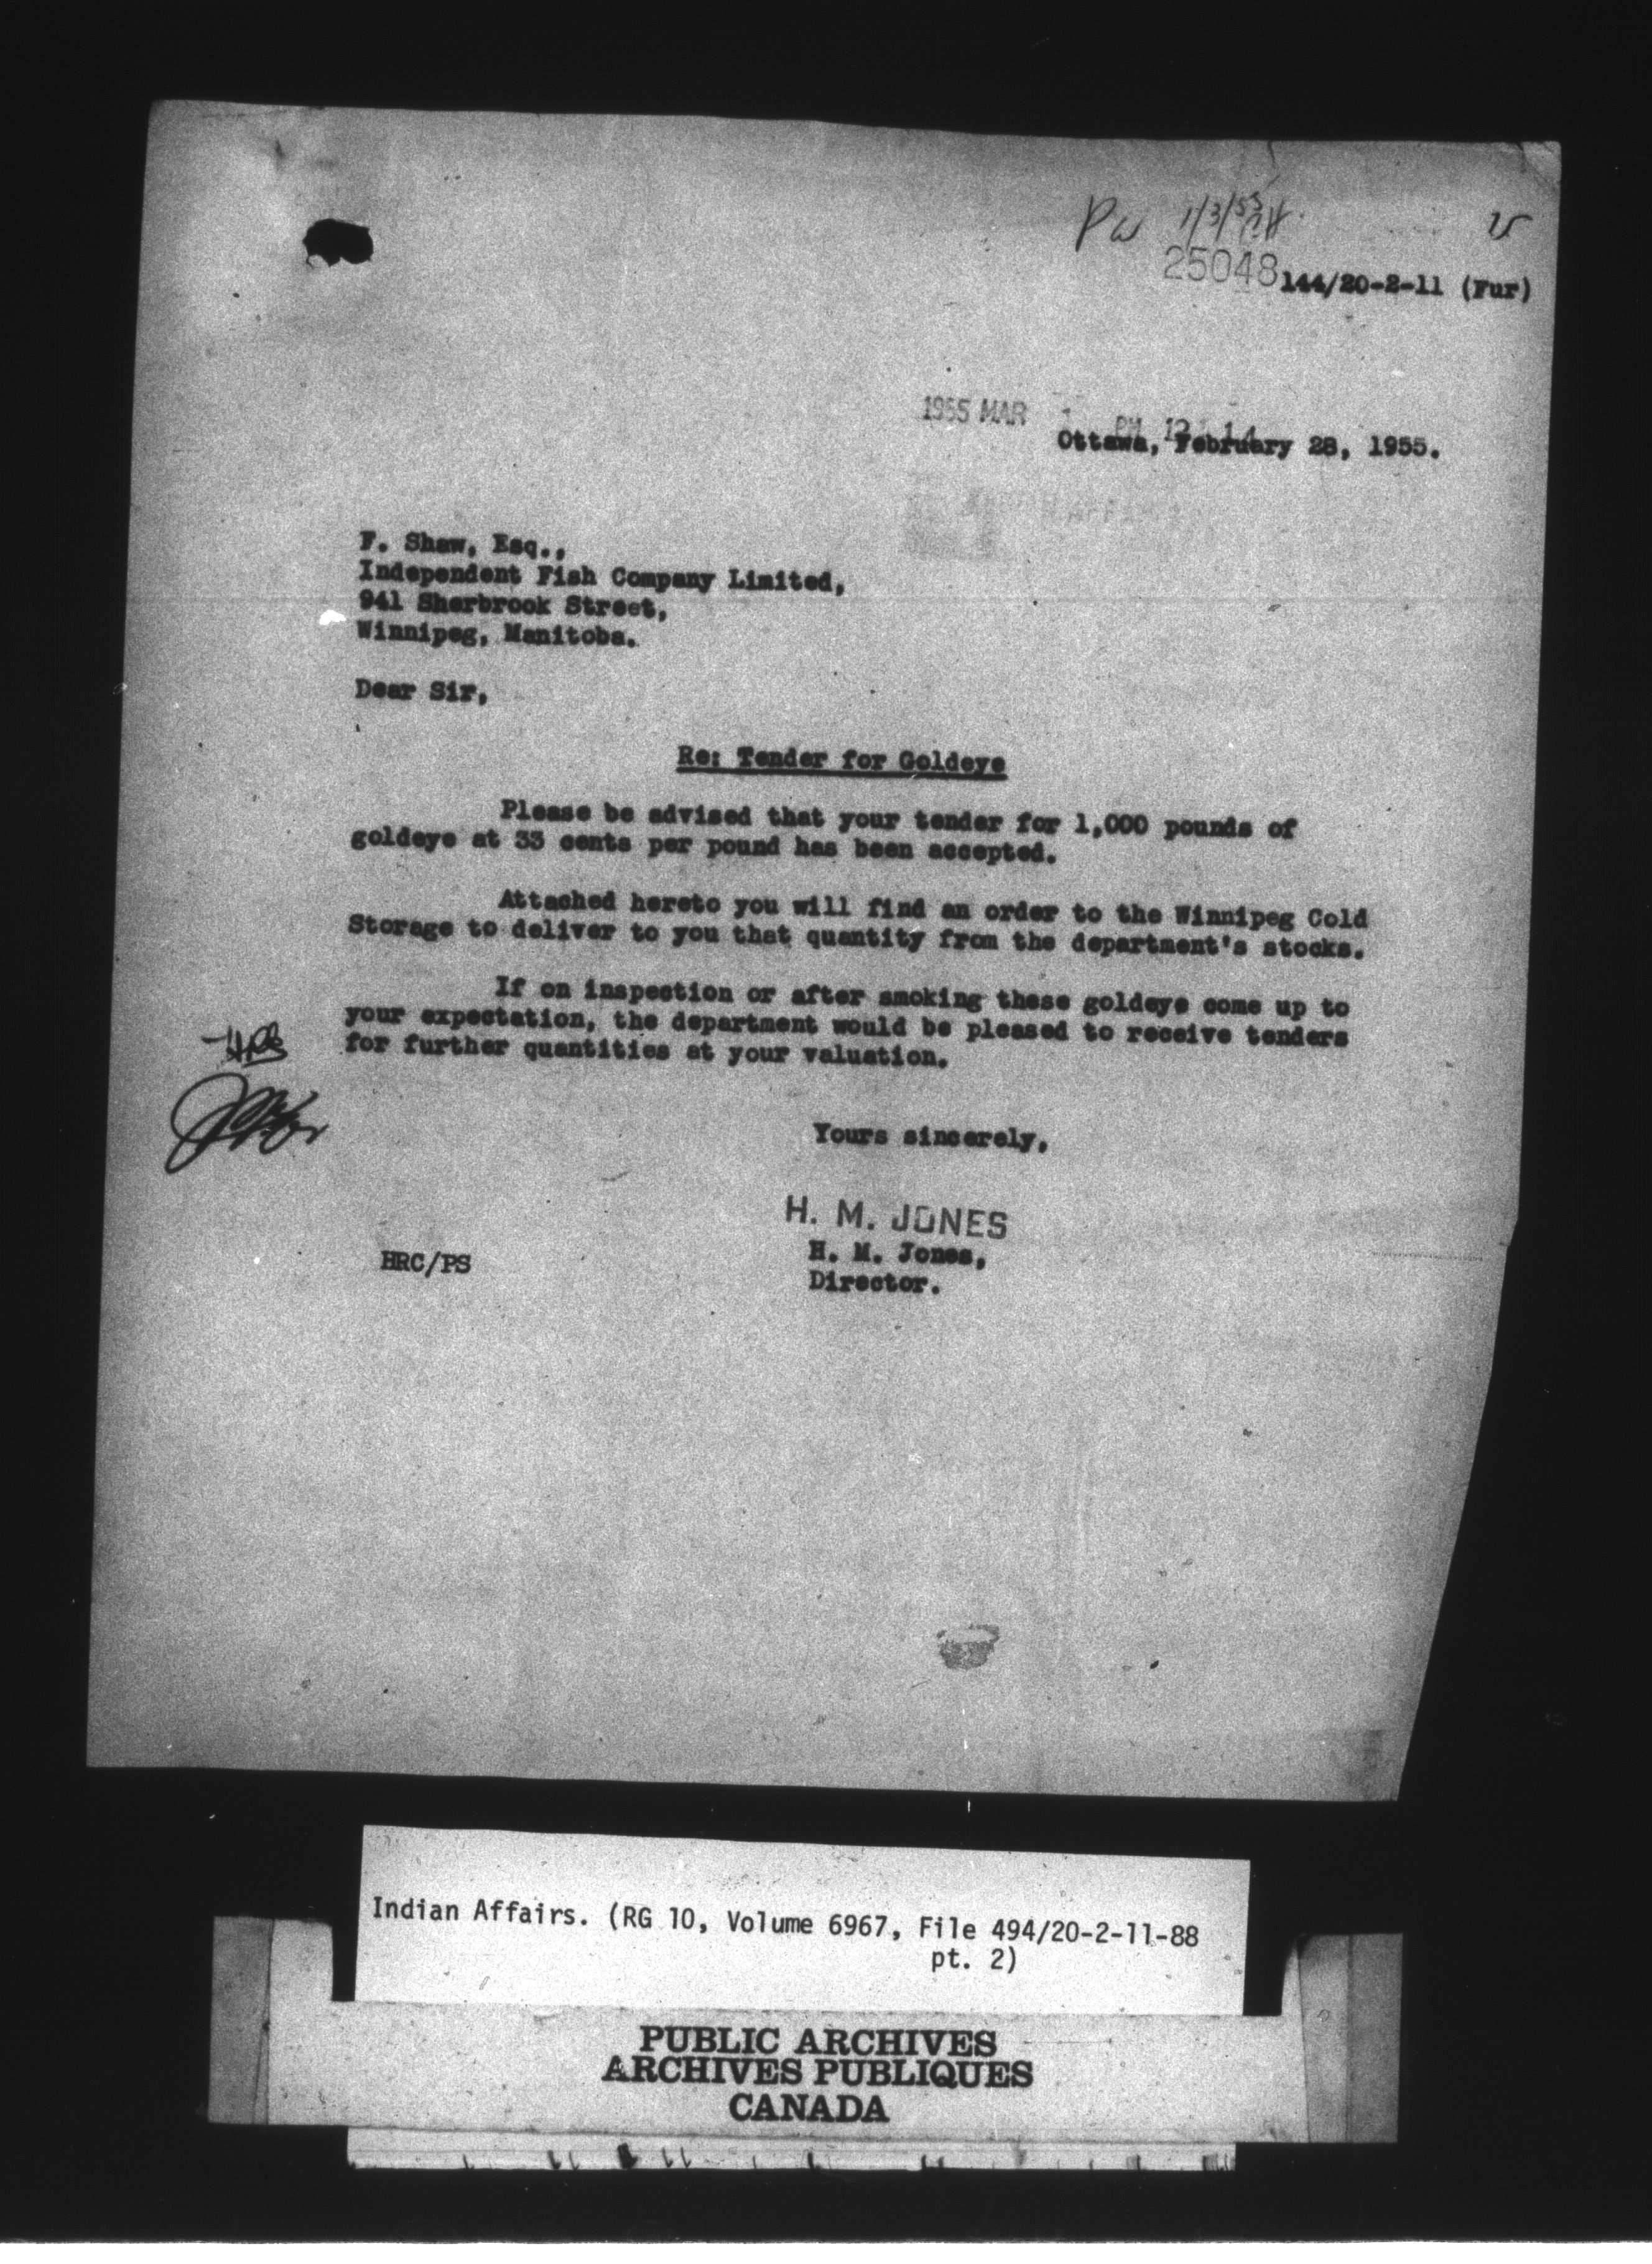 1/3/55
25048 144/20-2-11 (Fur)
1955 MAR 1 PM 12 14
Ottawa, February 28, 1955.
F. Shaw, Esq.,
Independent Fish Company Limited,
941 Sherbrook Street,
Winnipeg, Manitoba.
Dear Sir,
Re: Tender for Goldeye
Please be advised that your tender for 1,000 pounds of
goldeye at 33 cents per pound has been accepted.
Attached hereto you will find an order to the Winnipeg Cold
Storage to deliver to you that quantity from the department's stocks.
If on inspection or after smoking these goldeye come up to
your expectation, the department would be pleased to receive tenders
for further quantities at your valuation.
Yours sincerely,
H. M. JONES
H. M. Jones,
Director.
HRC/PS
Indian Affairs. (RG 10, Volume 6967, File 494/20-2-11-88
pt. 2)
PUBLIC ARCHIVES
ARCHIVES PUBLIQUES
CANADA